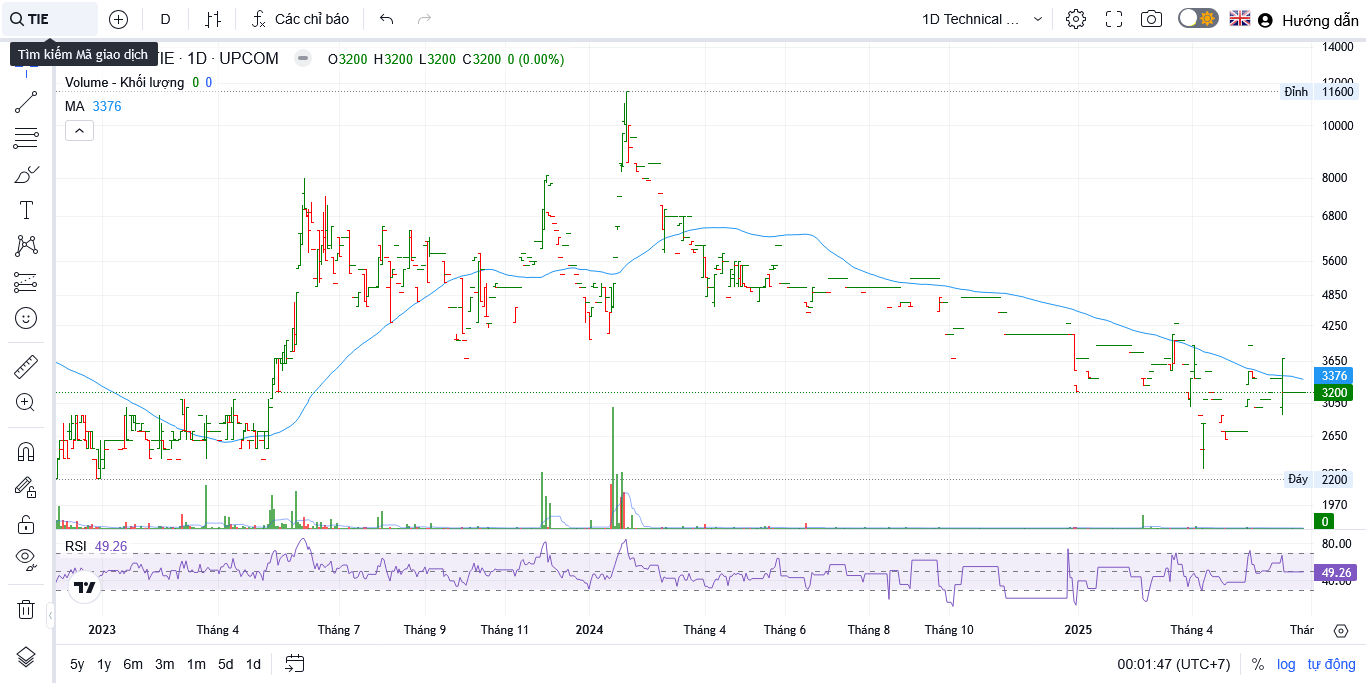 TIE
D
Các chỉ báo
1D Technical ...
Hướng dẫn
Tìm kiếm Mã giao dịch
TIE · 1D · UPCOM
O3200 H3200 L3200 C3200 0 (0.00%)
Volume - Khối lượng 0 0
MA 3376
14000
12000
Đỉnh 11600
10000
8000
6800
5600
4850
4250
3650
3376
3200
3050
2650
2250
Đáy 2200
1970
0
RSI 49.26
80.00
49.26
40.00
2023 Tháng 4 Tháng 7 Tháng 9 Tháng 11 2024 Tháng 4 Tháng 6 Tháng 8 Tháng 10 2025 Tháng 4 Thár
5y 1y 6m 3m 1m 5d 1d
00:01:47 (UTC+7) % log tự động